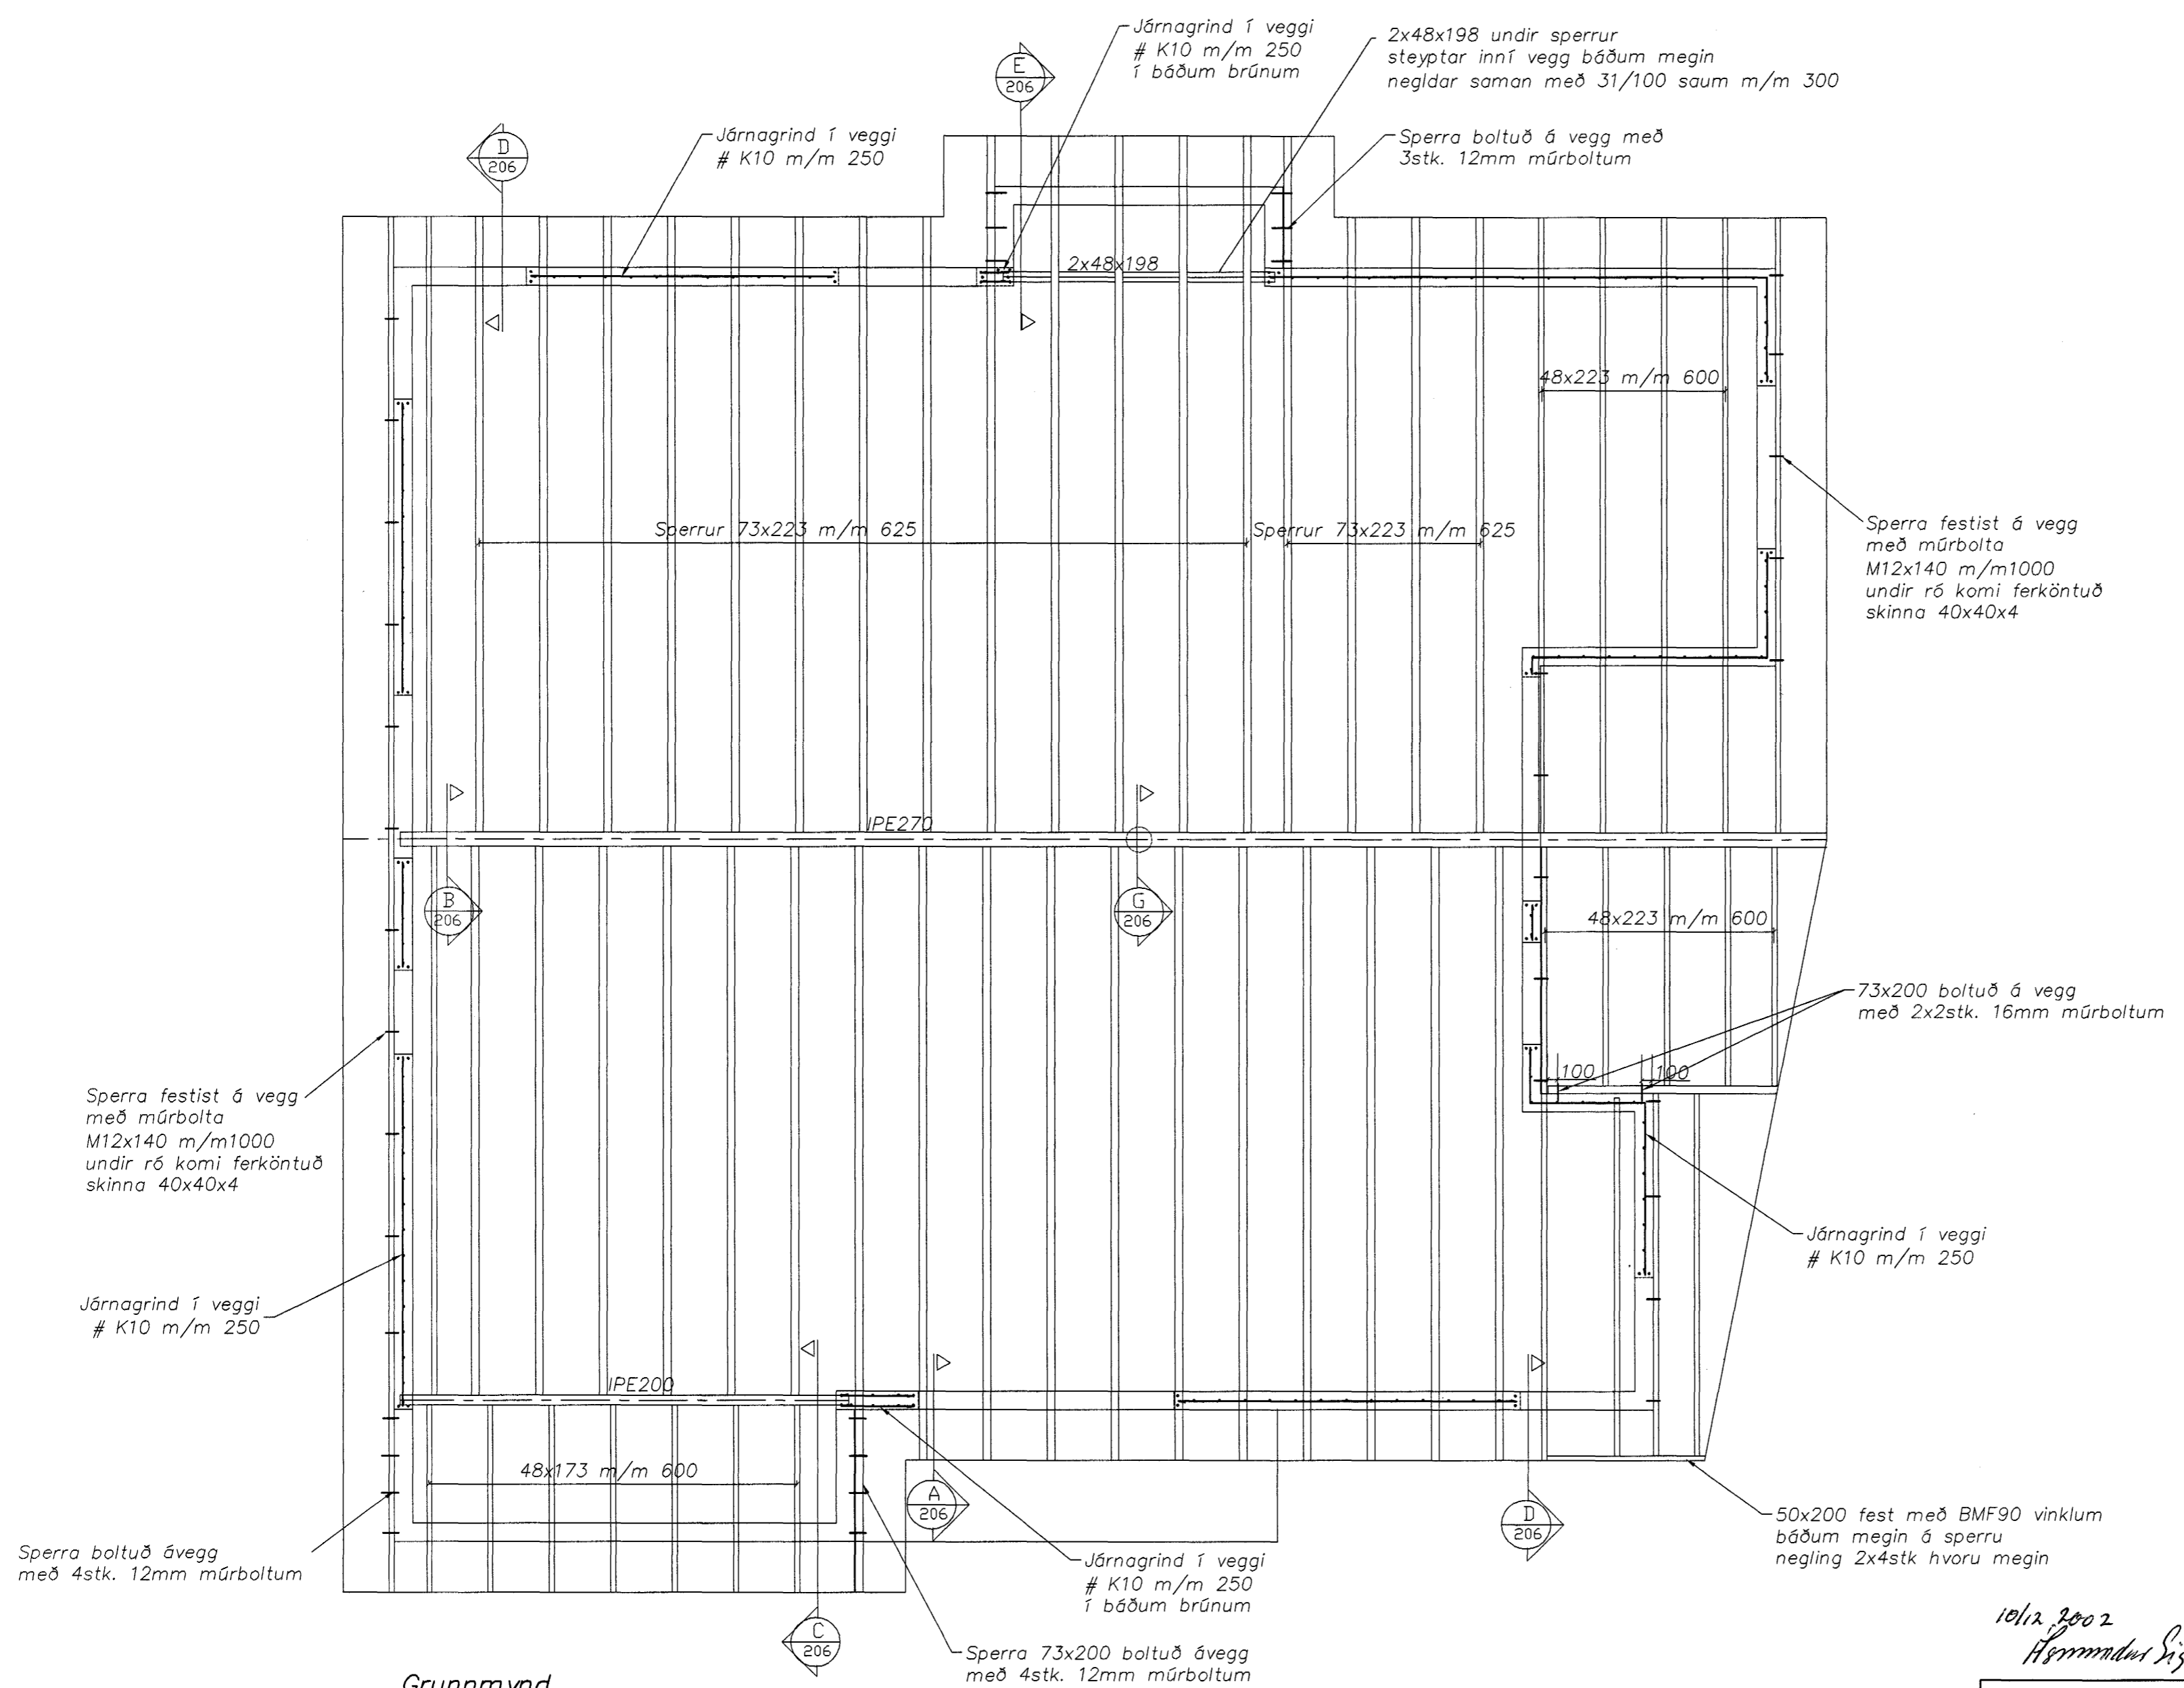 Járnagrind í veggi
# K10 m/m 250
í báðum brúnum
2x48x198 undir sperrur
steyptar inní vegg báðum megin
negldar saman með 31/100 saum m/m 300
E
206
Járnagrind í veggi
# K10 m/m 250
Sperra boltuð á vegg með
3stk. 12mm múrboltum
D
206
2x48x198
48x223 m/m 600
Sperrur 73x223 m/m 625
Sperrur 73x223 m/m 625
Sperra festist á vegg
með múrbolta
M12x140 m/m1000
undir ró komi ferköntuð
skinna 40x40x4
IPE270
B
206
G
206
48x223 m/m 600
73x200 boltuð á vegg
með 2x2stk. 16mm múrboltum
100
100
Sperra festist á vegg
með múrbolta
M12x140 m/m1000
undir ró komi ferköntuð
skinna 40x40x4
Járnagrind í veggi
# K10 m/m 250
Járnagrind í veggi
# K10 m/m 250
IPE200
48x173 m/m 600
A
206
D
206
50x200 fest með BMF90 vinklum
báðum megin á sperru
negling 2x4stk hvoru megin
Sperra boltuð ávegg
með 4stk. 12mm múrboltum
Járnagrind í veggi
# K10 m/m 250
í báðum brúnum
C
206
Sperra 73x200 boltuð ávegg
með 4stk. 12mm múrboltum
10/12 2002
Grunnmynd